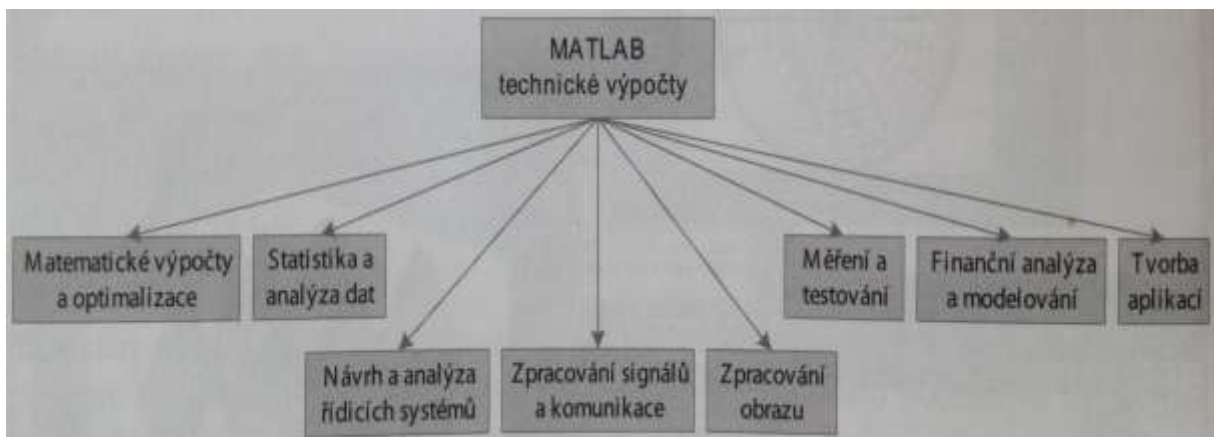 MATLAB
technické výpočty
Matematické výpočty
a optimalizace
Statistika a
analýza dat
Měření a
testování
Finanční analýza
a modelování
Tvorba
aplikací
Návrh a analýza
řídicích systémů
Zpracování signálů
a komunikace
Zpracování
obrazu